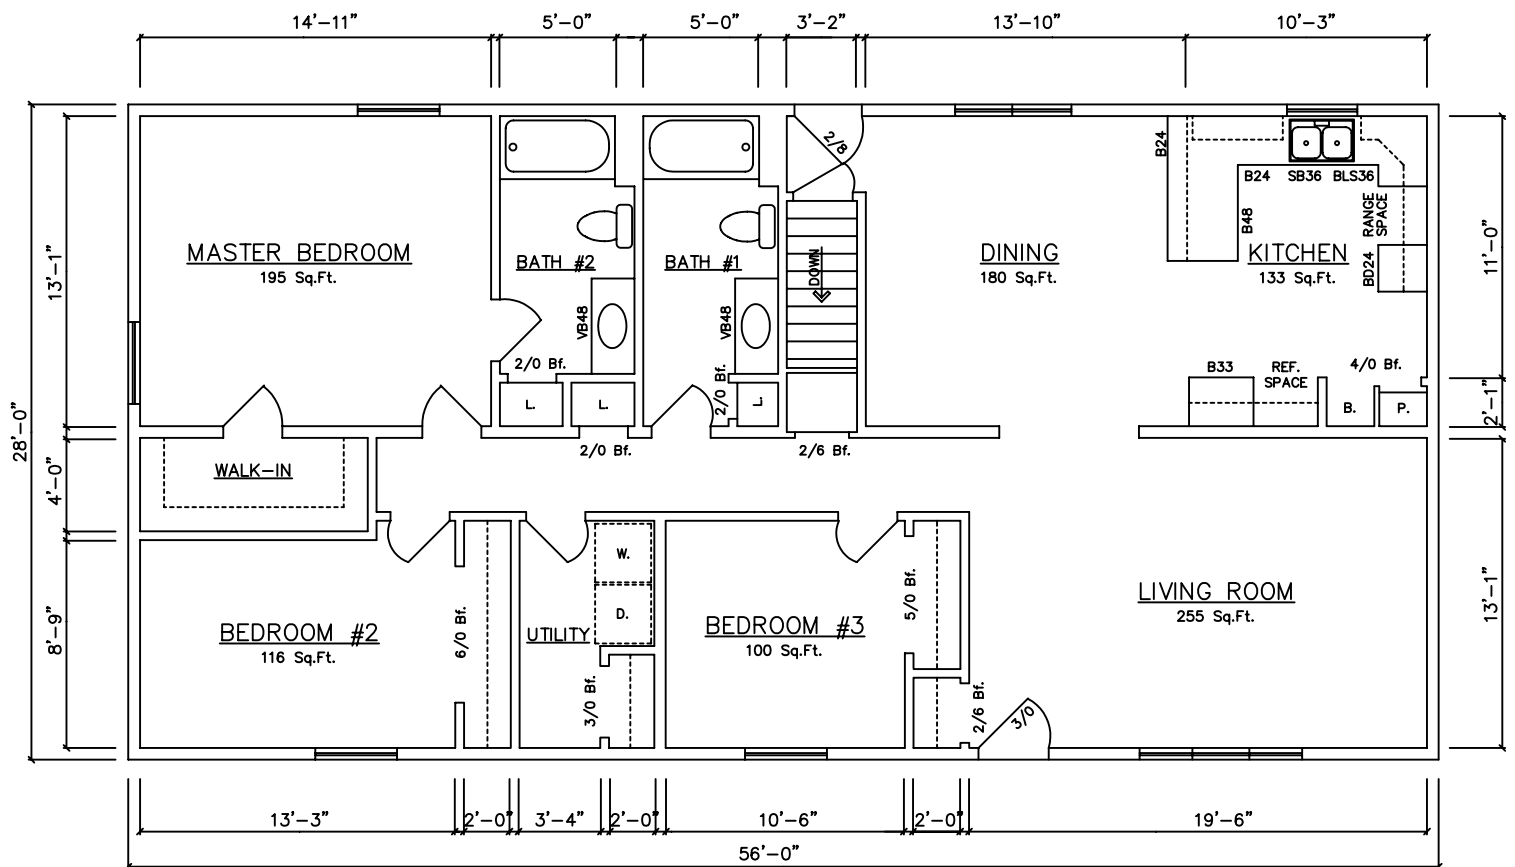 14'-11" 5'-0" 5'-0" 3'-2" 13'-10" 10'-3"
2/8
B24
B24 SB36 BLS36
RANGE
SPACE
B48
MASTER BEDROOM
195 Sq.Ft.
BATH #2
BATH #1
DOWN
DINING
180 Sq.Ft.
KITCHEN
133 Sq.Ft.
BD24
13'-1"
11'-0"
28'-0"
VB48
VB48
2/0 Bf.
2/0 Bf.
B33
REF.
SPACE
4/0 Bf.
L.
L.
L.
B.
P.
2'-1"
2/0 Bf.
2/6 Bf.
4'-0"
WALK-IN
W.
D.
8'-9"
BEDROOM #2
116 Sq.Ft.
6/0 Bf.
UTILITY
3/0 Bf.
BEDROOM #3
100 Sq.Ft.
5/0 Bf.
2/6 Bf.
3/0
LIVING ROOM
255 Sq.Ft.
13'-1"
13'-3" 2'-0" 3'-4" 2'-0" 10'-6" 2'-0" 19'-6"
56'-0"